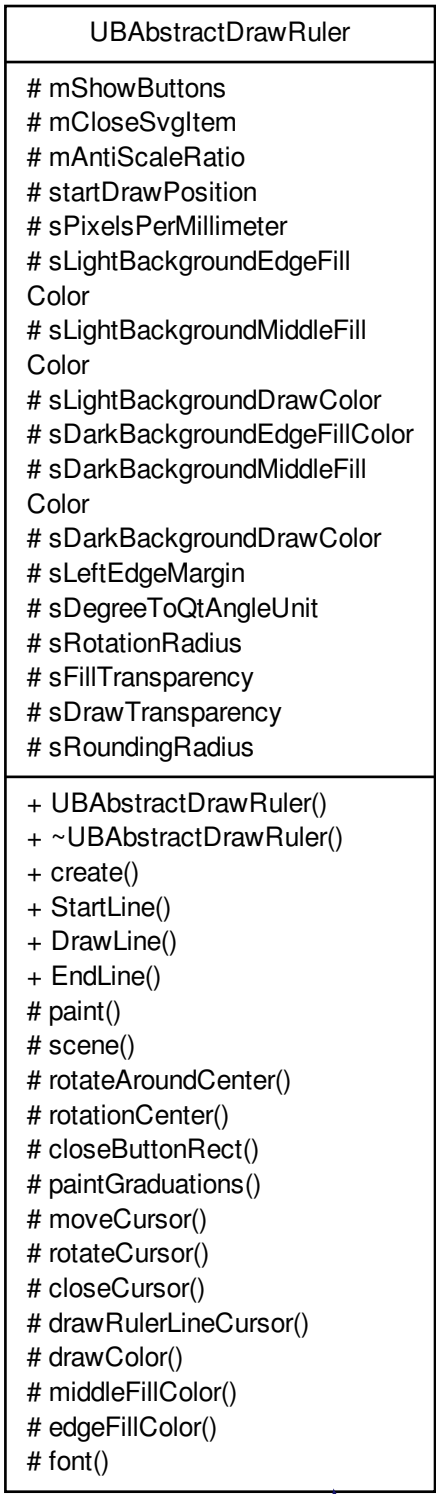 UBAbstractDrawRuler
# mShowButtons
# mCloseSvgItem
# mAntiScaleRatio
# startDrawPosition
# sPixelsPerMillimeter
# sLightBackgroundEdgeFill
Color
# sLightBackgroundMiddleFill
Color
# sLightBackgroundDrawColor
# sDarkBackgroundEdgeFillColor
# sDarkBackgroundMiddleFill
Color
# sDarkBackgroundDrawColor
# sLeftEdgeMargin
# sDegreeToQtAngleUnit
# sRotationRadius
# sFillTransparency
# sDrawTransparency
# sRoundingRadius
+ UBAbstractDrawRuler()
+ ~UBAbstractDrawRuler()
+ create()
+ StartLine()
+ DrawLine()
+ EndLine()
# paint()
# scene()
# rotateAroundCenter()
# rotationCenter()
# closeButtonRect()
# paintGraduations()
# moveCursor()
# rotateCursor()
# closeCursor()
# drawRulerLineCursor()
# drawColor()
# middleFillColor()
# edgeFillColor()
# font()